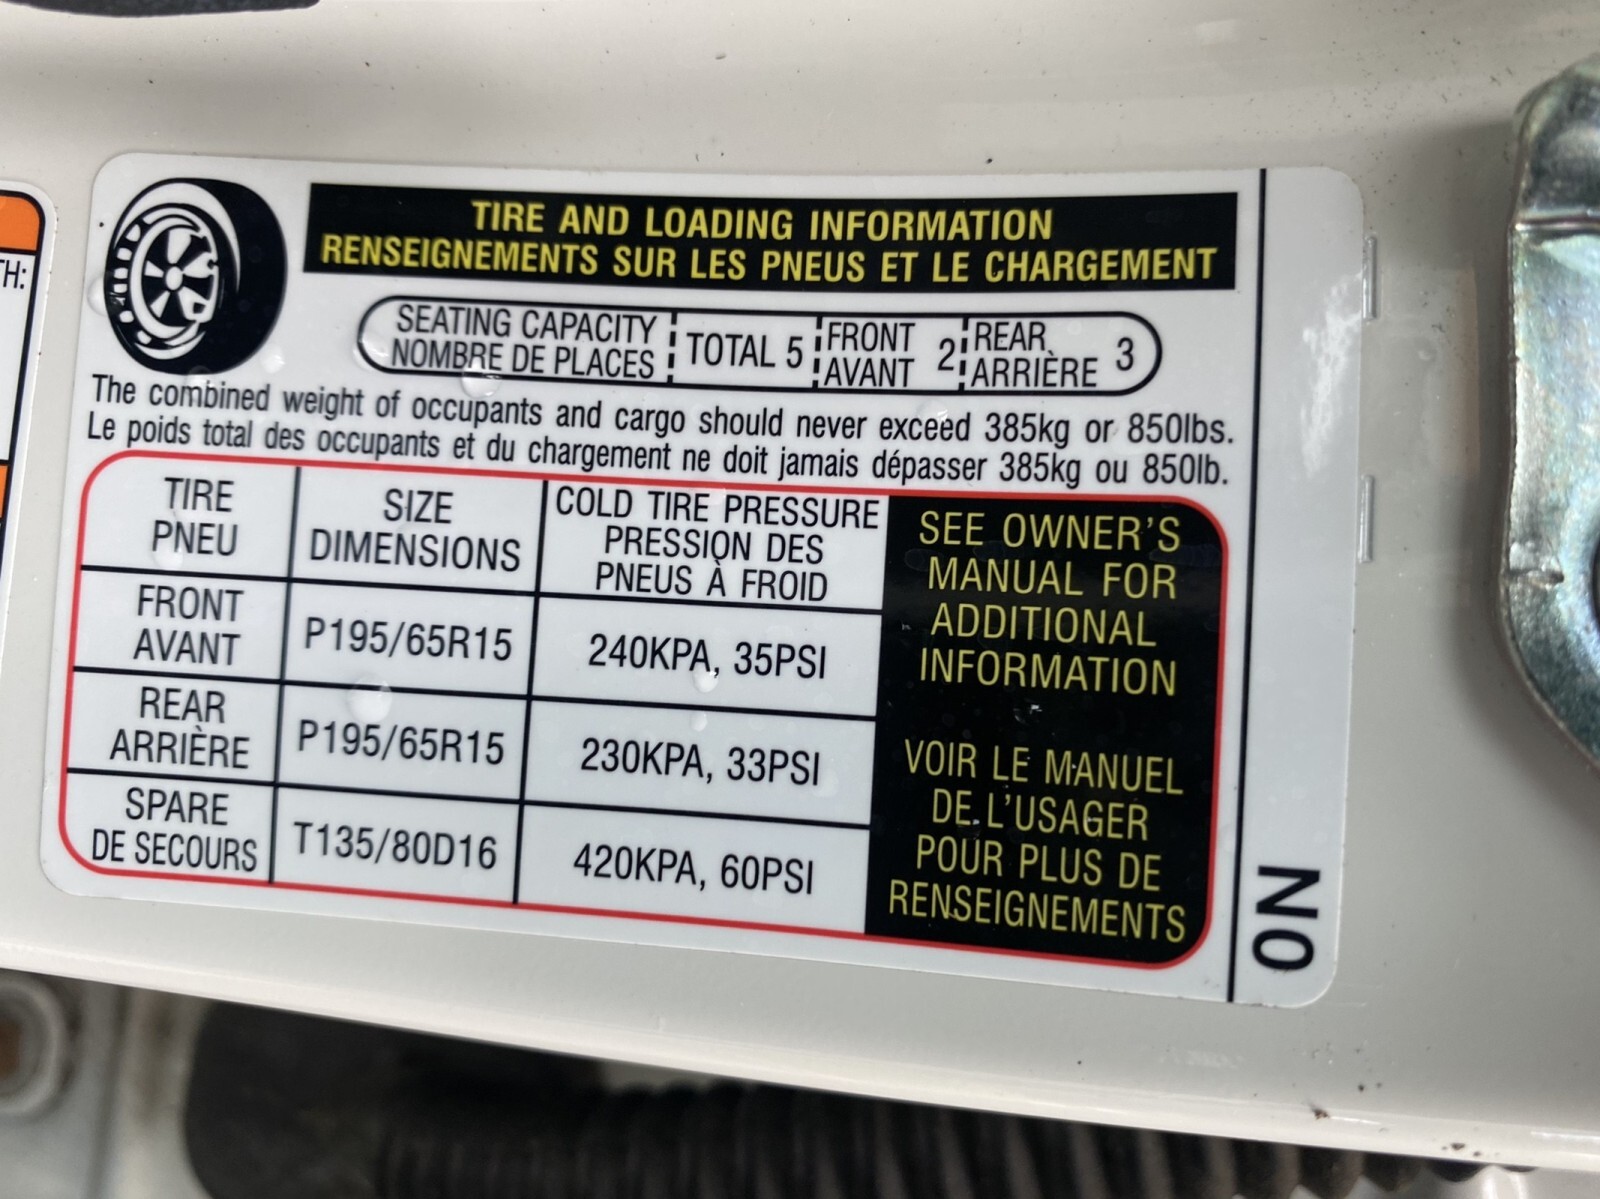 TH:
TIRE AND LOADING INFORMATION
RENSEIGNEMENTS SUR LES PNEUS ET LE CHARGEMENT
SEATING CAPACITY
NOMBRE DE PLACES
TOTAL 5
FRONT
AVANT
2
REAR
ARRIÈRE
3
The combined weight of occupants and cargo should never exceed 385kg or 850lbs.
Le poids total des occupants et du chargement ne doit jamais dépasser 385kg ou 850lb.
TIRE
PNEU
SIZE
DIMENSIONS
COLD TIRE PRESSURE
PRESSION DES
PNEUS À FROID
FRONT
AVANT
P195/65R15
240KPA, 35PSI
REAR
ARRIÈRE
P195/65R15
230KPA, 33PSI
SPARE
DE SECOURS
T135/80D16
420KPA, 60PSI
SEE OWNER'S
MANUAL FOR
ADDITIONAL
INFORMATION
VOIR LE MANUEL
DE L'USAGER
POUR PLUS DE
RENSEIGNEMENTS
ON